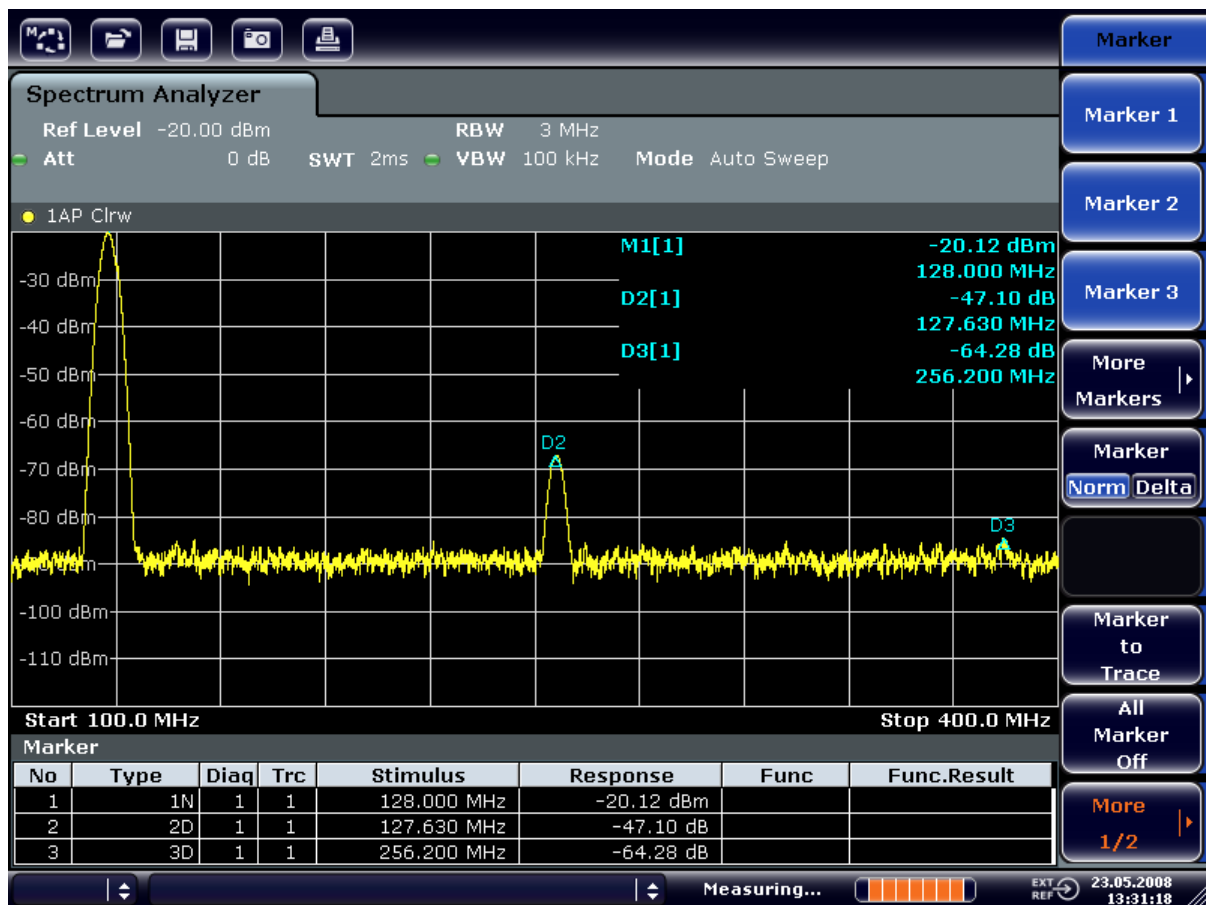 M
Marker
Spectrum Analyzer
Ref Level -20.00 dBm RBW 3 MHz
Att 0 dB SWT 2ms VBW 100 kHz Mode Auto Sweep
1AP Clrw
M1[1] -20.12 dBm
128.000 MHz
D2[1] -47.10 dB
127.630 MHz
D3[1] -64.28 dB
256.200 MHz
-30 dBm
-40 dBm
-50 dBm
-60 dBm
-70 dBm
-80 dBm
-100 dBm
-110 dBm
D2
D3
Start 100.0 MHz Stop 400.0 MHz
Marker
No Type Diaq Trc Stimulus Response Func Func.Result
1 1N 1 1 128.000 MHz -20.12 dBm
2 2D 1 1 127.630 MHz -47.10 dB
3 3D 1 1 256.200 MHz -64.28 dB
Marker 1
Marker 2
Marker 3
More
Markers
Marker
Norm Delta
Marker
to
Trace
All
Marker
Off
More
1/2
Measuring...
EXT
REF
23.05.2008
13:31:18